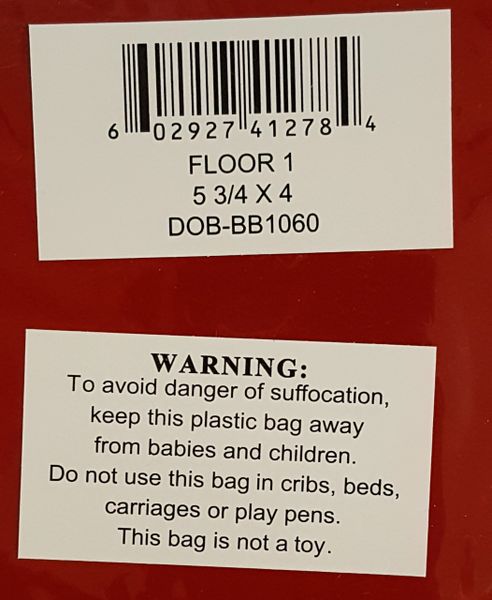 6 02927 41278 4
FLOOR 1
5 3/4 X 4
DOB-BB1060
WARNING:
To avoid danger of suffocation,
keep this plastic bag away
from babies and children.
Do not use this bag in cribs, beds,
carriages or play pens.
This bag is not a toy.